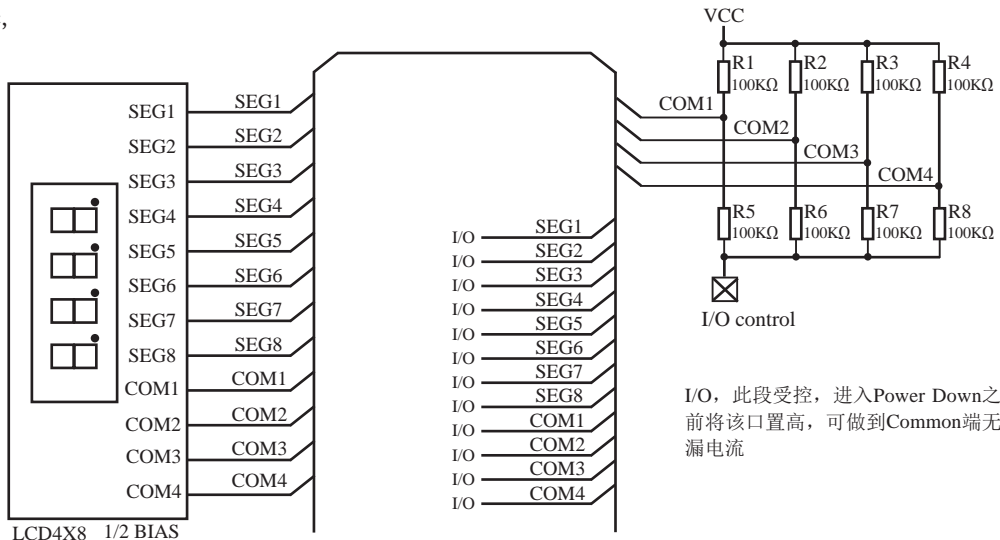 ,
VCC
R1
100KΩ
R2
100KΩ
R3
100KΩ
R4
100KΩ
COM1
COM2
COM3
COM4
R5
100KΩ
R6
100KΩ
R7
100KΩ
R8
100KΩ
I/O control
SEG1
SEG2
SEG3
SEG4
SEG5
SEG6
SEG7
SEG8
COM1
COM2
COM3
COM4
SEG1
SEG2
SEG3
SEG4
SEG5
SEG6
SEG7
SEG8
COM1
COM2
COM3
COM4
LCD4X8 1/2 BIAS
I/O SEG1
I/O SEG2
I/O SEG3
I/O SEG4
I/O SEG5
I/O SEG6
I/O SEG7
I/O SEG8
I/O COM1
I/O COM2
I/O COM3
I/O COM4
I/O，此段受控，进入Power Down之
前将该口置高，可做到Common端无
漏电流